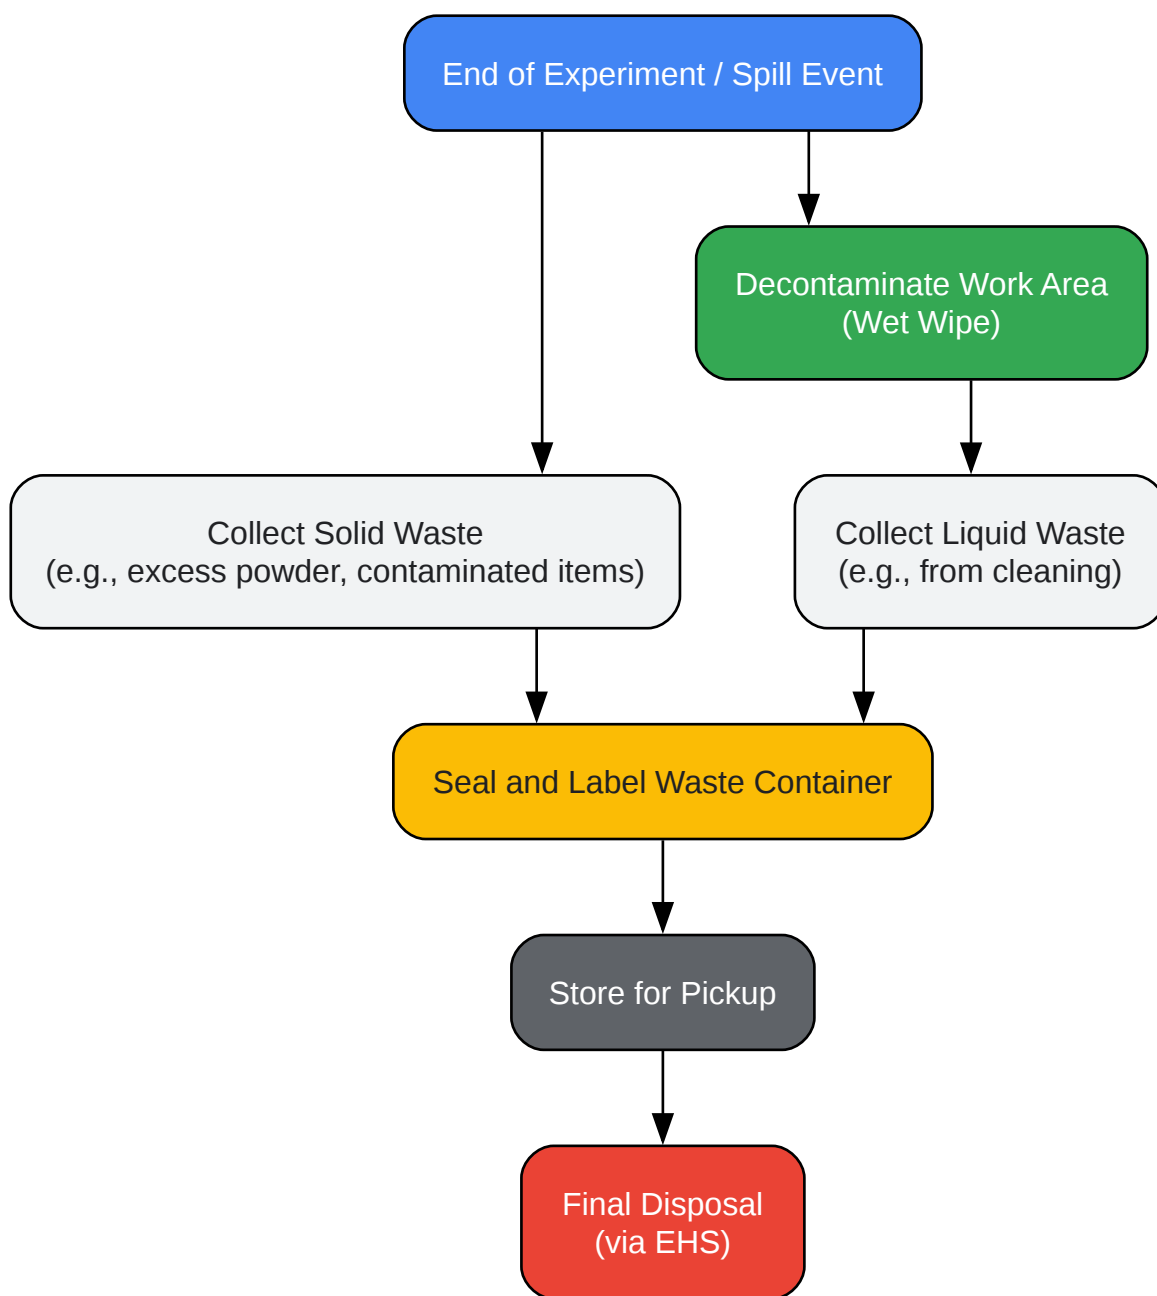 End of Experiment / Spill Event
Decontaminate Work Area
(Wet Wipe)
Collect Solid Waste
(e.g., excess powder, contaminated items)
Collect Liquid Waste
(e.g., from cleaning)
Seal and Label Waste Container
Store for Pickup
Final Disposal
(via EHS)